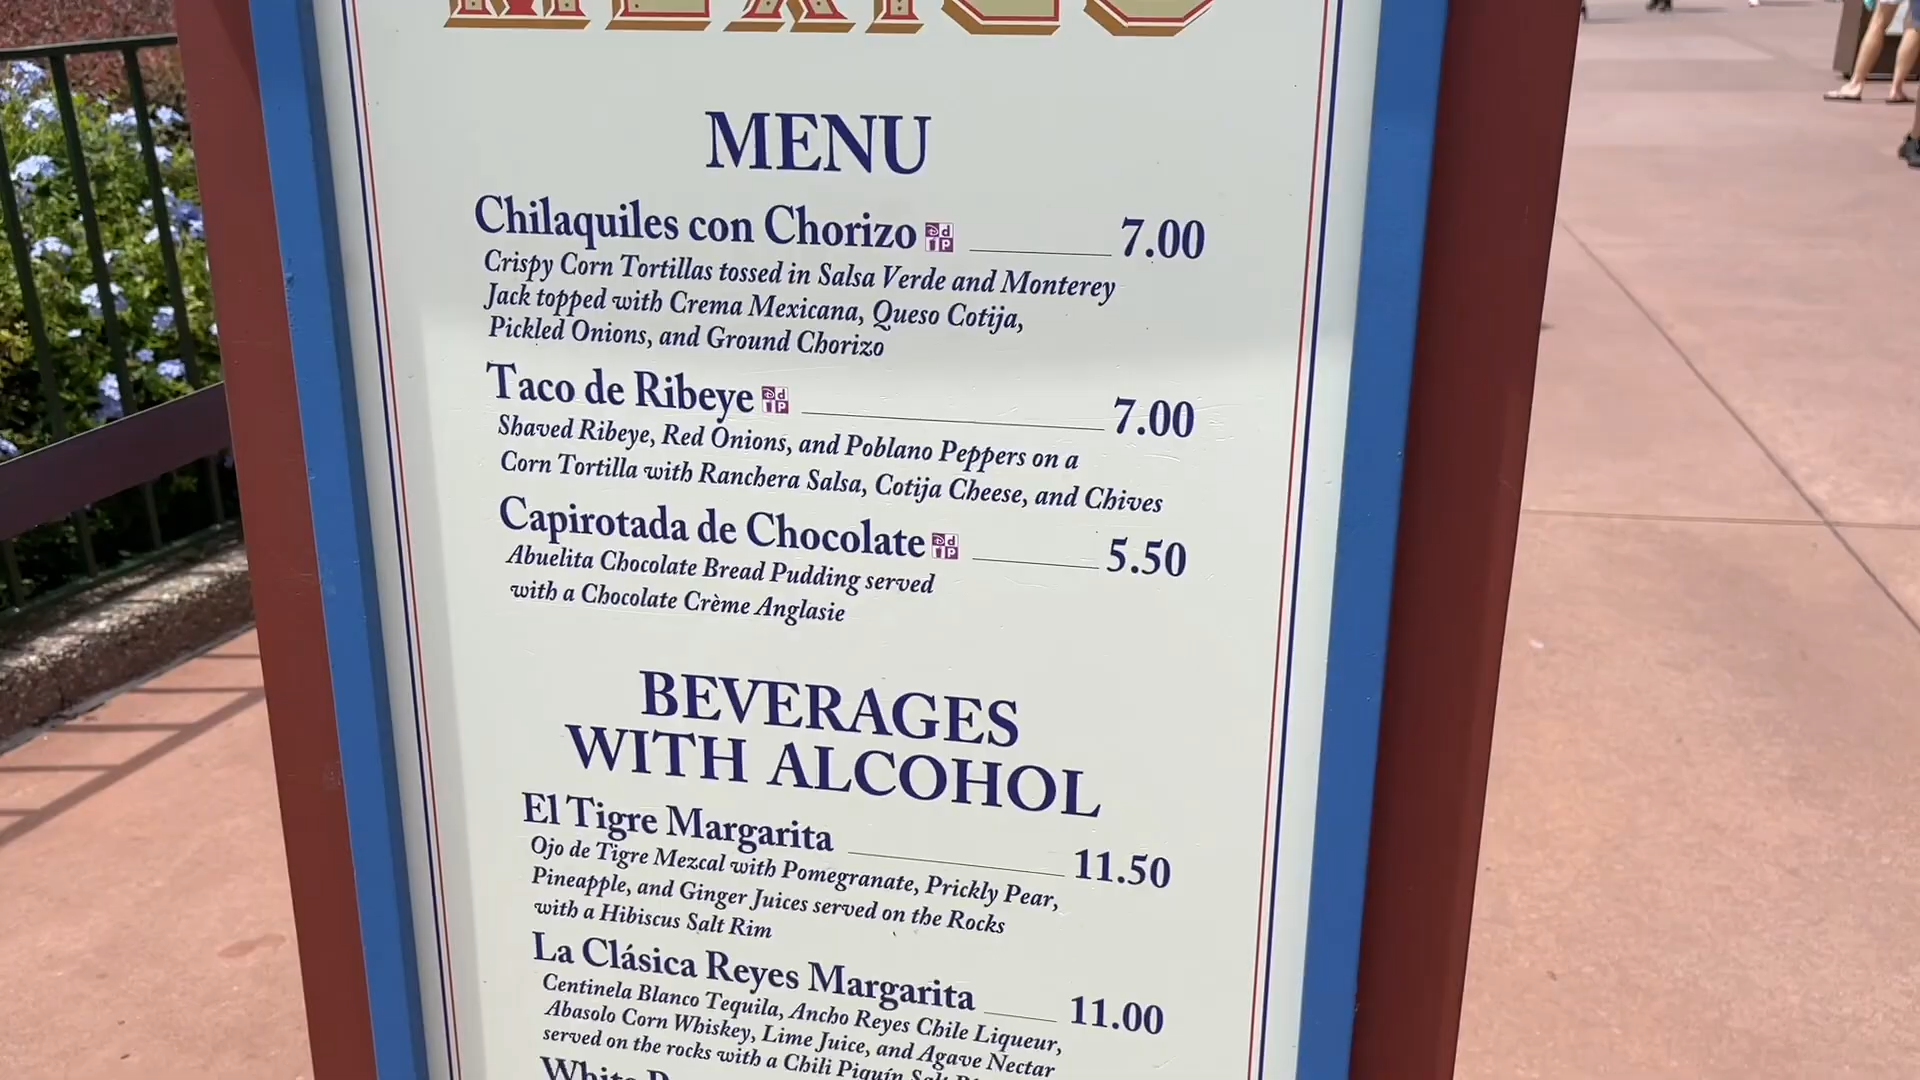 MEXICO
MENU
Chilaquiles con Chorizo 7.00
Crispy Corn Tortillas tossed in Salsa Verde and Monterey
Jack topped with Crema Mexicana, Queso Cotija,
Pickled Onions, and Ground Chorizo
Taco de Ribeye 7.00
Shaved Ribeye, Red Onions, and Poblano Peppers on a
Corn Tortilla with Ranchera Salsa, Cotija Cheese, and Chives
Capirotada de Chocolate 5.50
Abuelita Chocolate Bread Pudding served
with a Chocolate Crème Anglasie
BEVERAGES
WITH ALCOHOL
El Tigre Margarita 11.50
Ojo de Tigre Mezcal with Pomegranate, Prickly Pear,
Pineapple, and Ginger Juices served on the Rocks
with a Hibiscus Salt Rim
La Clásica Reyes Margarita 11.00
Centinela Blanco Tequila, Ancho Reyes Chile Liqueur,
Abasolo Corn Whiskey, Lime Juice, and Agave Nectar
served on the rocks with a Chili Piquín Salt